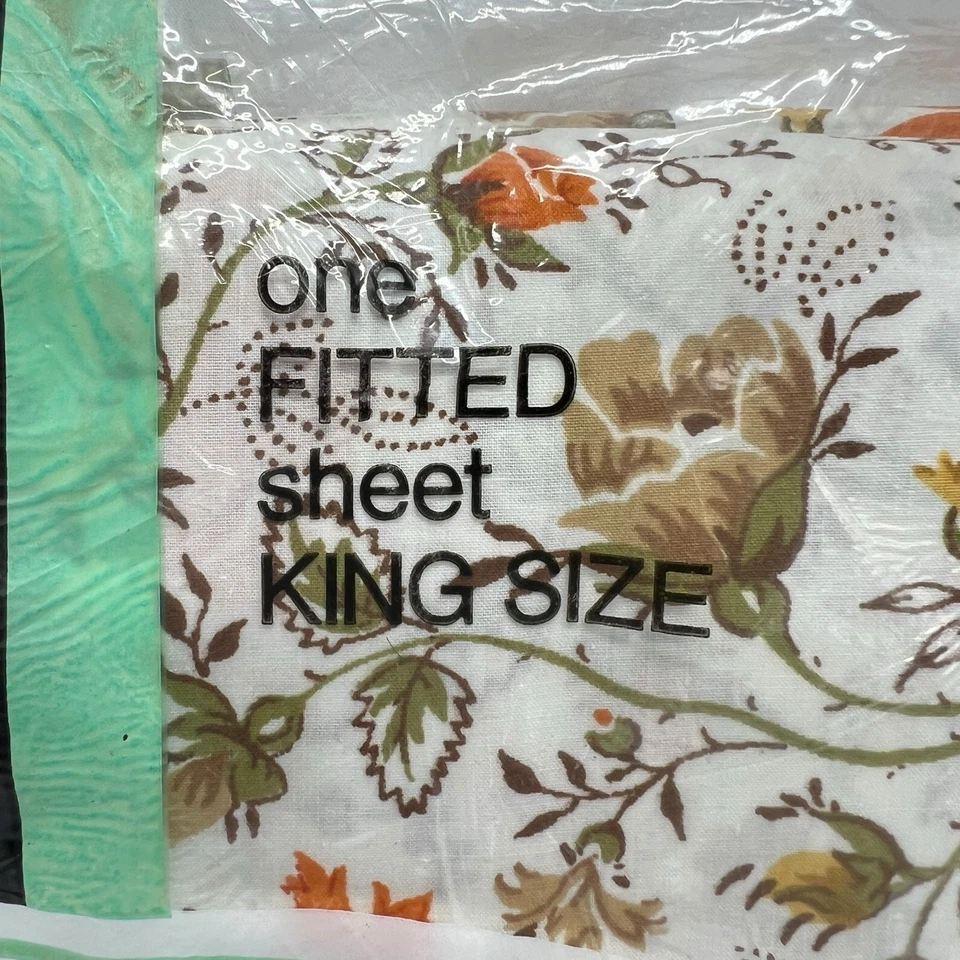 one
FITTED
sheet
KING SIZE